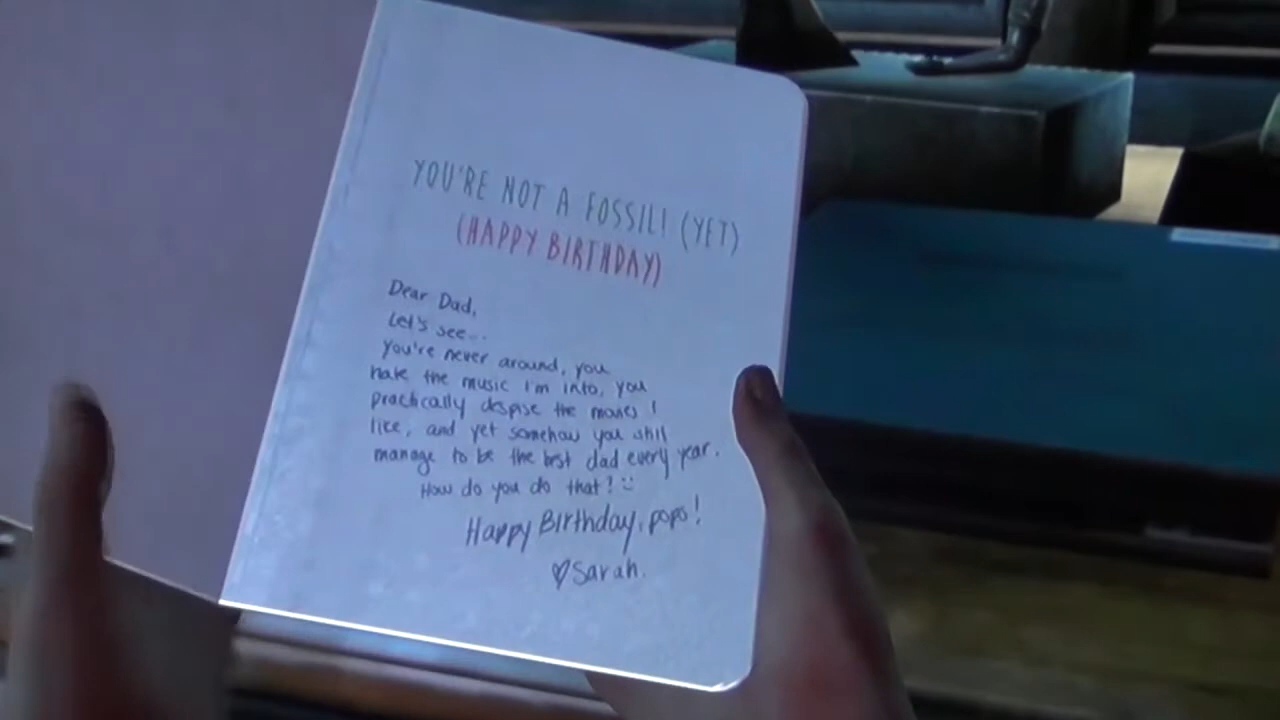 YOU'RE NOT A FOSSIL! (YET)
(HAPPY BIRTHDAY)
Dear Dad,
Let's see...
You're never around, you
hate the music I'm into, you
practically despise the movies I
like, and yet somehow you still
manage to be the best dad every year.
How do you do that? :)
Happy Birthday, pops!
♡Sarah.